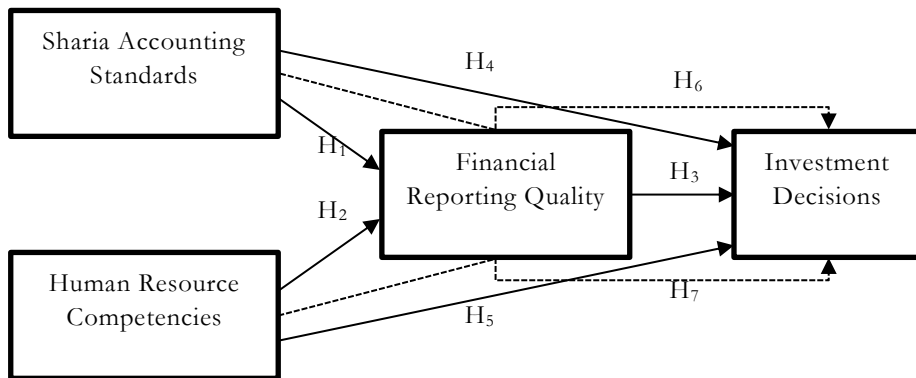 Sharia Accounting
Standards
H₄
H₆
H₁
Financial
Reporting Quality
H₃
Investment
Decisions
H₂
Human Resource
Competencies
H₅
H₇